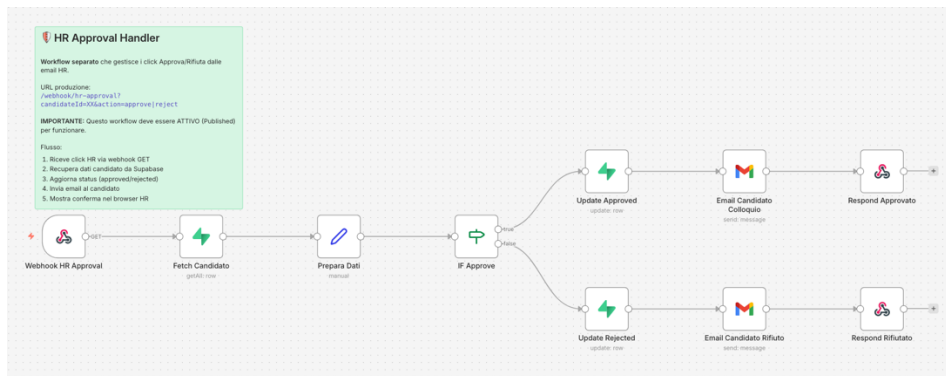 HR Approval Handler
Workflow separato che gestisce i click Approva/Rifiuta dalle
email HR.
URL produzione:
/webhook/hr-approval?
candidateId=XX&action=approve|reject
IMPORTANTE: Questo workflow deve essere ATTIVO (Published)
per funzionare.
Flusso:
1. Riceve click HR via webhook GET
2. Recupera dati candidato da Supabase
3. Aggiorna status (approved/rejected)
4. Invia email al candidato
5. Mostra conferma nel browser HR
GET
Webhook HR Approval
Fetch Candidato
getAll: row
Prepara Dati
manual
true
false
IF Approve
Update Approved
update: row
Email Candidato
Colloquio
send: message
Respond Approvato
Update Rejected
update: row
Email Candidato Rifiuto
send: message
Respond Rifiutato